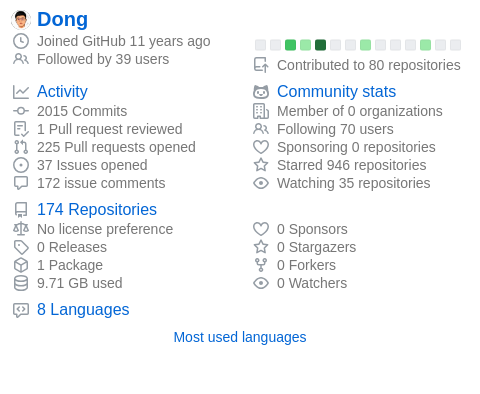 Dong
Joined GitHub 11 years ago
Followed by 39 users
Contributed to 80 repositories
Activity
2015 Commits
1 Pull request reviewed
225 Pull requests opened
37 Issues opened
172 issue comments
Community stats
Member of 0 organizations
Following 70 users
Sponsoring 0 repositories
Starred 946 repositories
Watching 35 repositories
174 Repositories
No license preference
0 Releases
1 Package
9.71 GB used
0 Sponsors
0 Stargazers
0 Forkers
0 Watchers
8 Languages
Most used languages